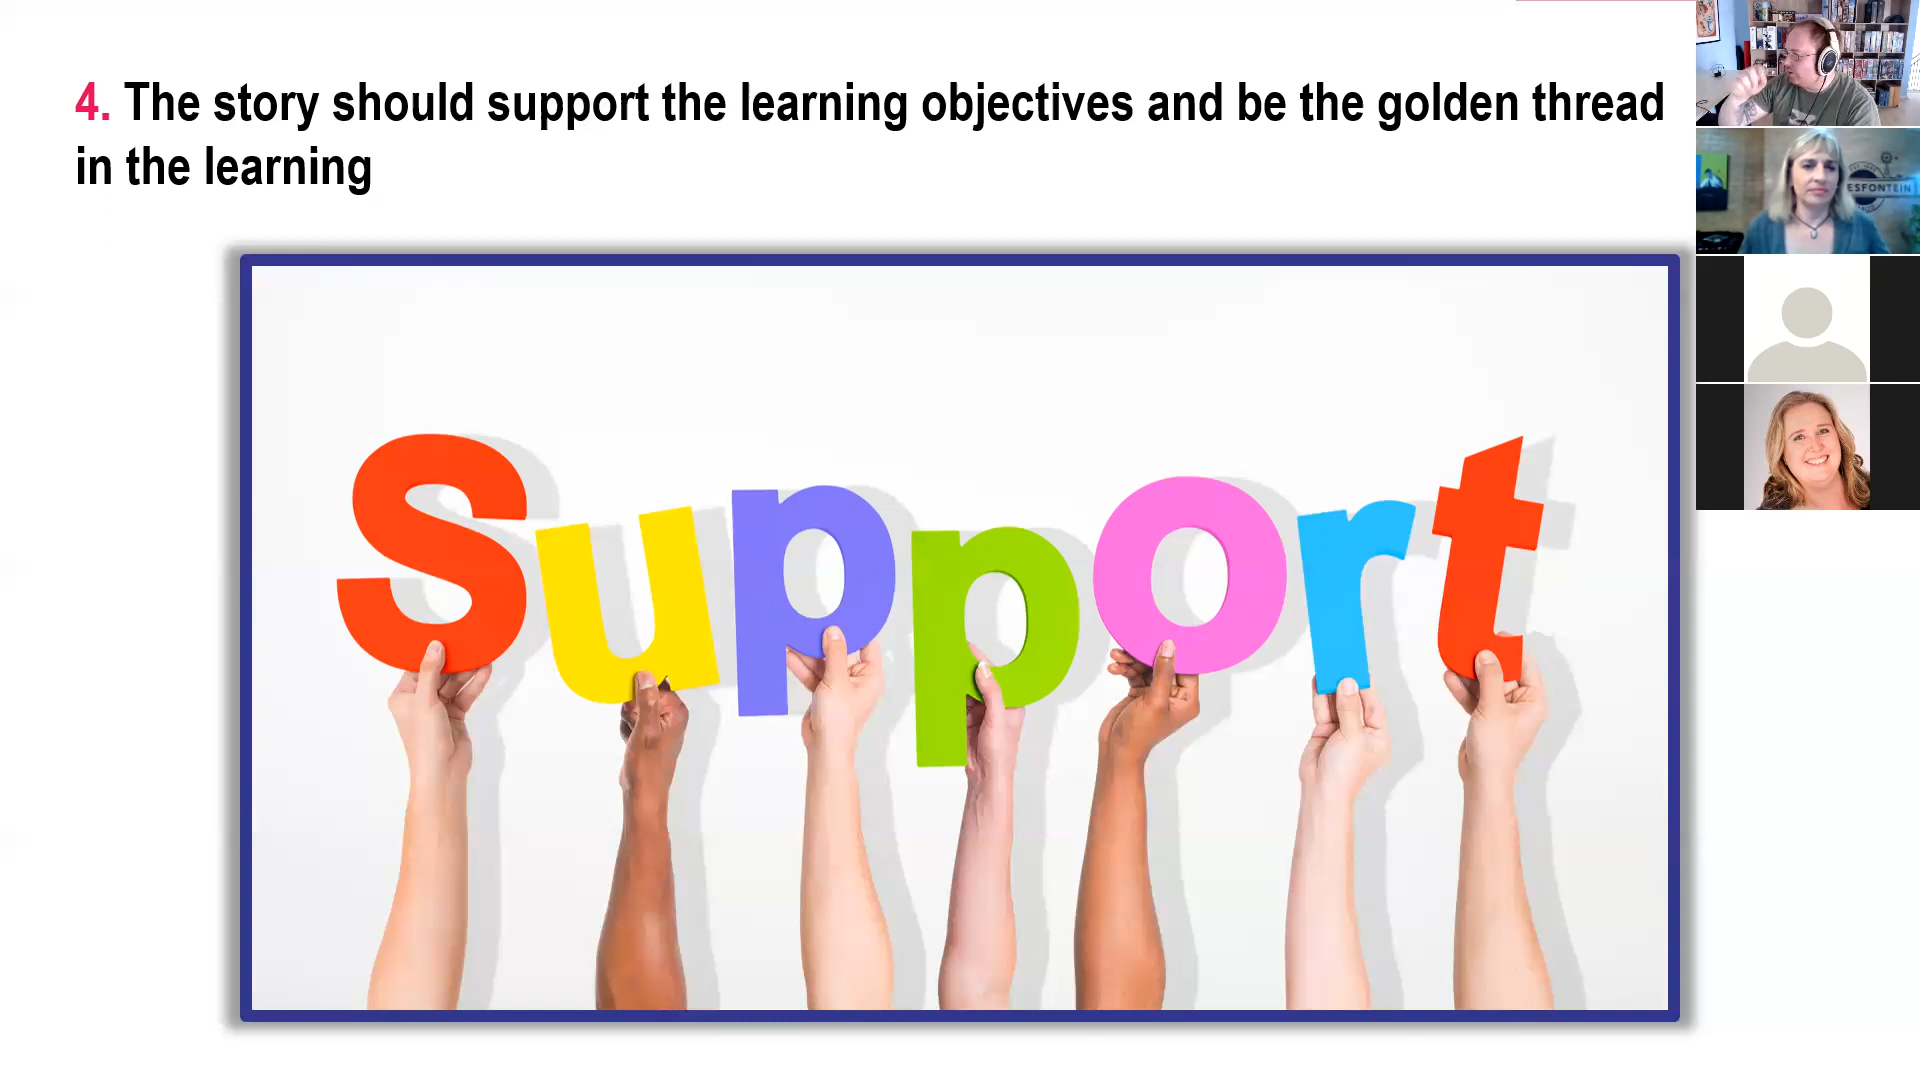 4. The story should support the learning objectives and be the golden thread
in the learning
Support
ESFONTEIN